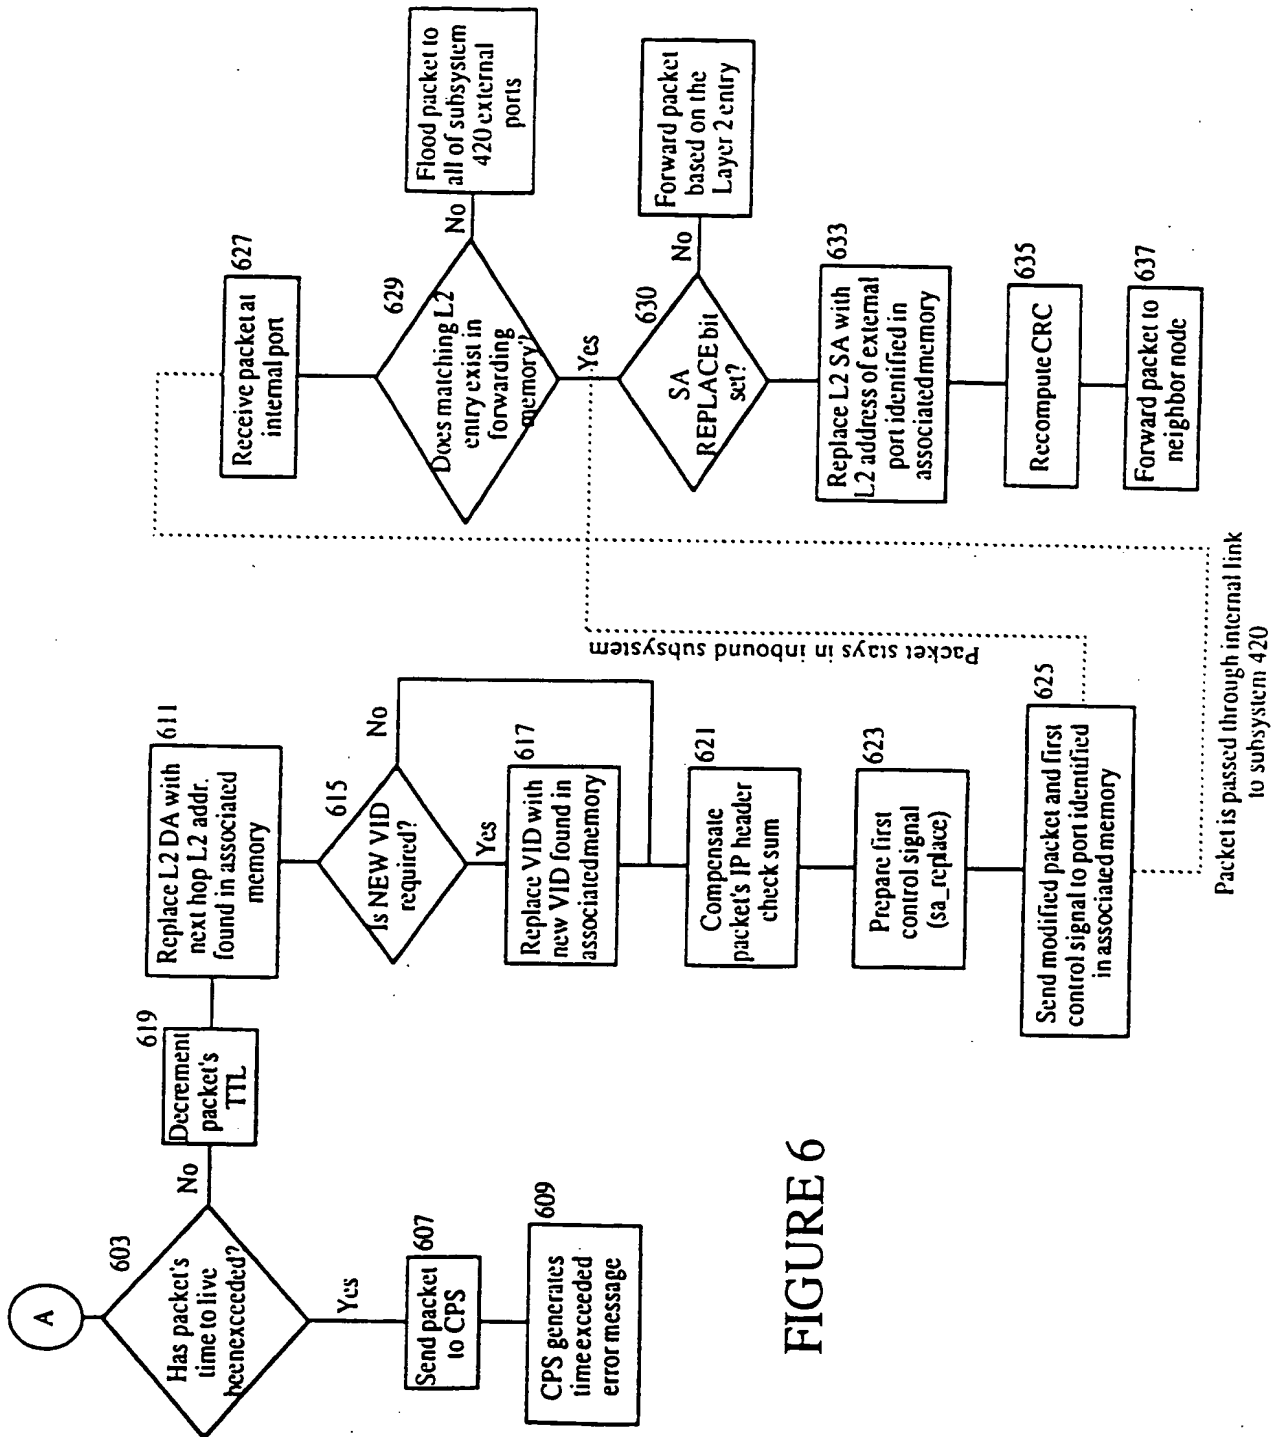 A
603
Has packet's
time to live
been exceeded?
No
Yes
607
Send packet
to CPS
609
CPS generates
time exceeded
error message
619
Decrement
packet's
TTL
611
Replace L2 DA with
next hop L2 addr.
found in associated
memory
615
Is NEW VID
required?
No
Yes
617
Replace VID with
new VID found in
associated memory
621
Compensate
packet's IP header
check sum
623
Prepare first
control signal
(sa_replace)
625
Send modified packet and first
control signal to port identified
in associated memory
Packet stays in inbound subsystem
Packet is passed through internal link
to subsystem 420
627
Receive packet at
internal port
629
Does matching L2
entry exist in
forwarding
memory?
No
Flood packet to
all of subsystem
420 external
ports
Yes
630
SA
REPLACE bit
set?
No
Forward packet
based on the
Layer 2 entry
633
Replace L2 SA with
L2 address of external
port identified in
associated memory
635
Recompute CRC
637
Forward packet to
neighbor node
FIGURE 6